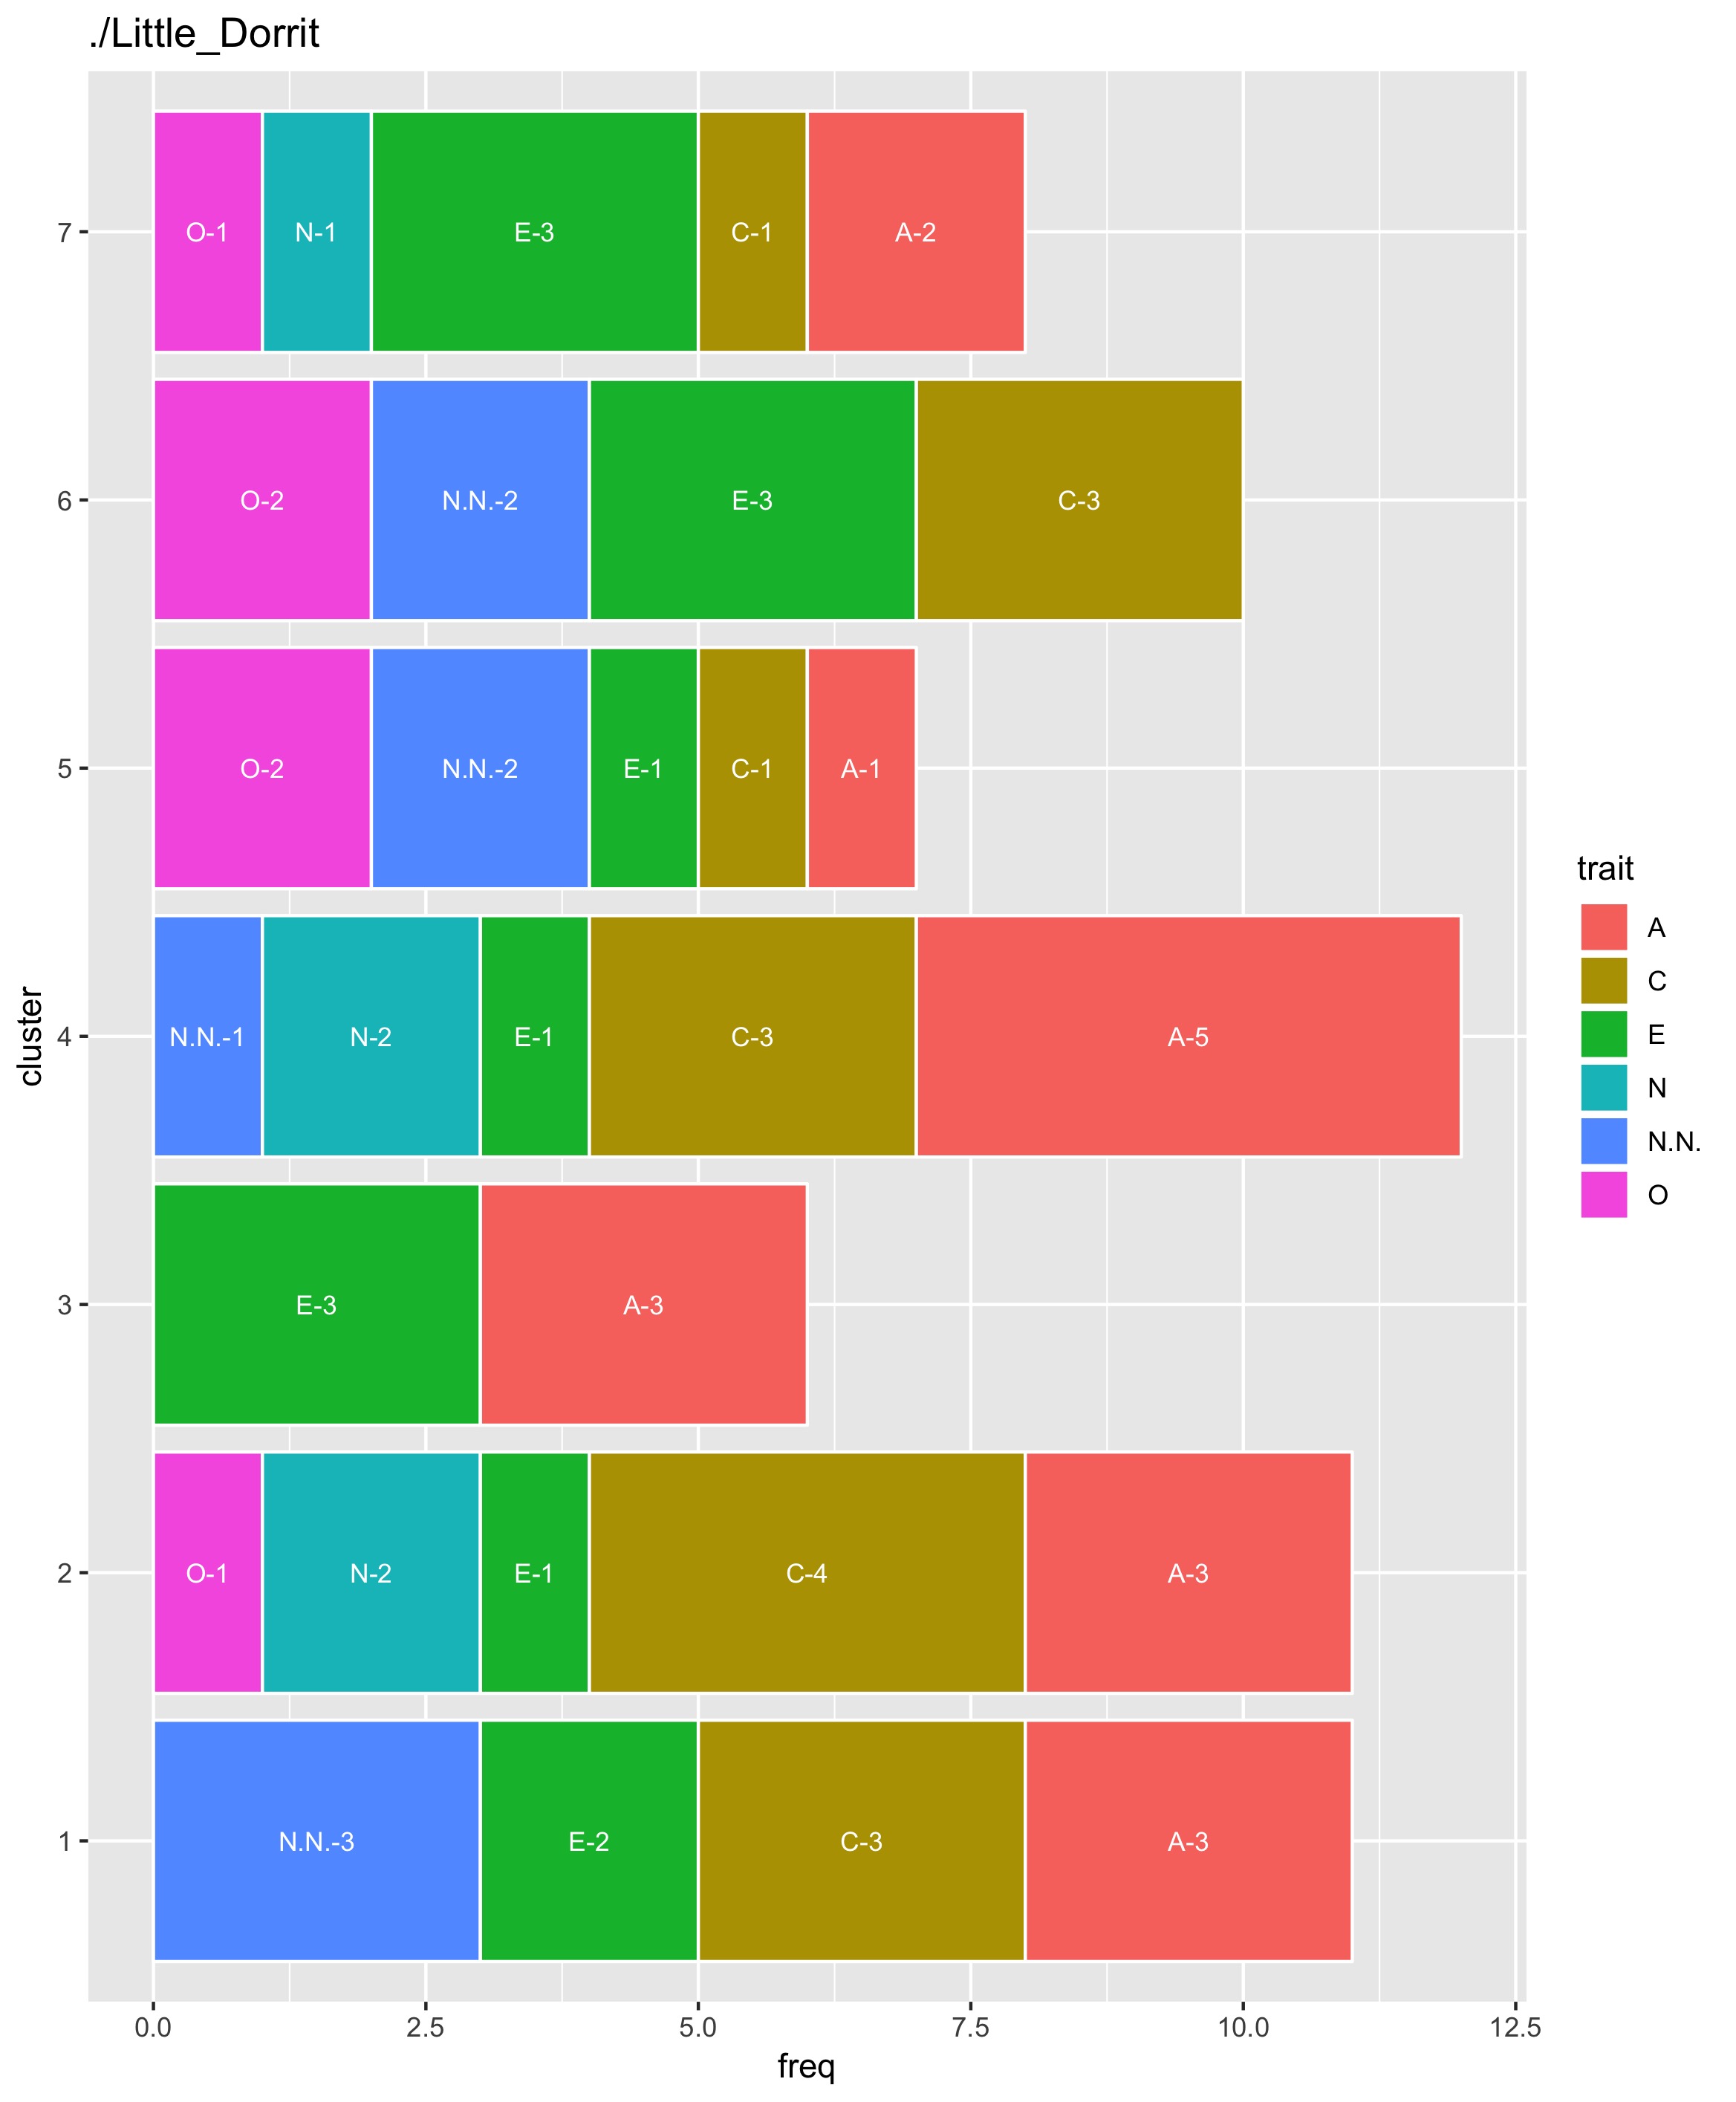 ./Little_Dorrit
7
O-1 N-1 E-3 C-1 A-2
6
O-2 N.N.-2 E-3 C-3
5
O-2 N.N.-2 E-1 C-1 A-1
4
N.N.-1 N-2 E-1 C-3 A-5
3
E-3 A-3
2
O-1 N-2 E-1 C-4 A-3
1
N.N.-3 E-2 C-3 A-3
cluster
0.0 2.5 5.0 7.5 10.0 12.5
freq
trait
A
C
E
N
N.N.
O